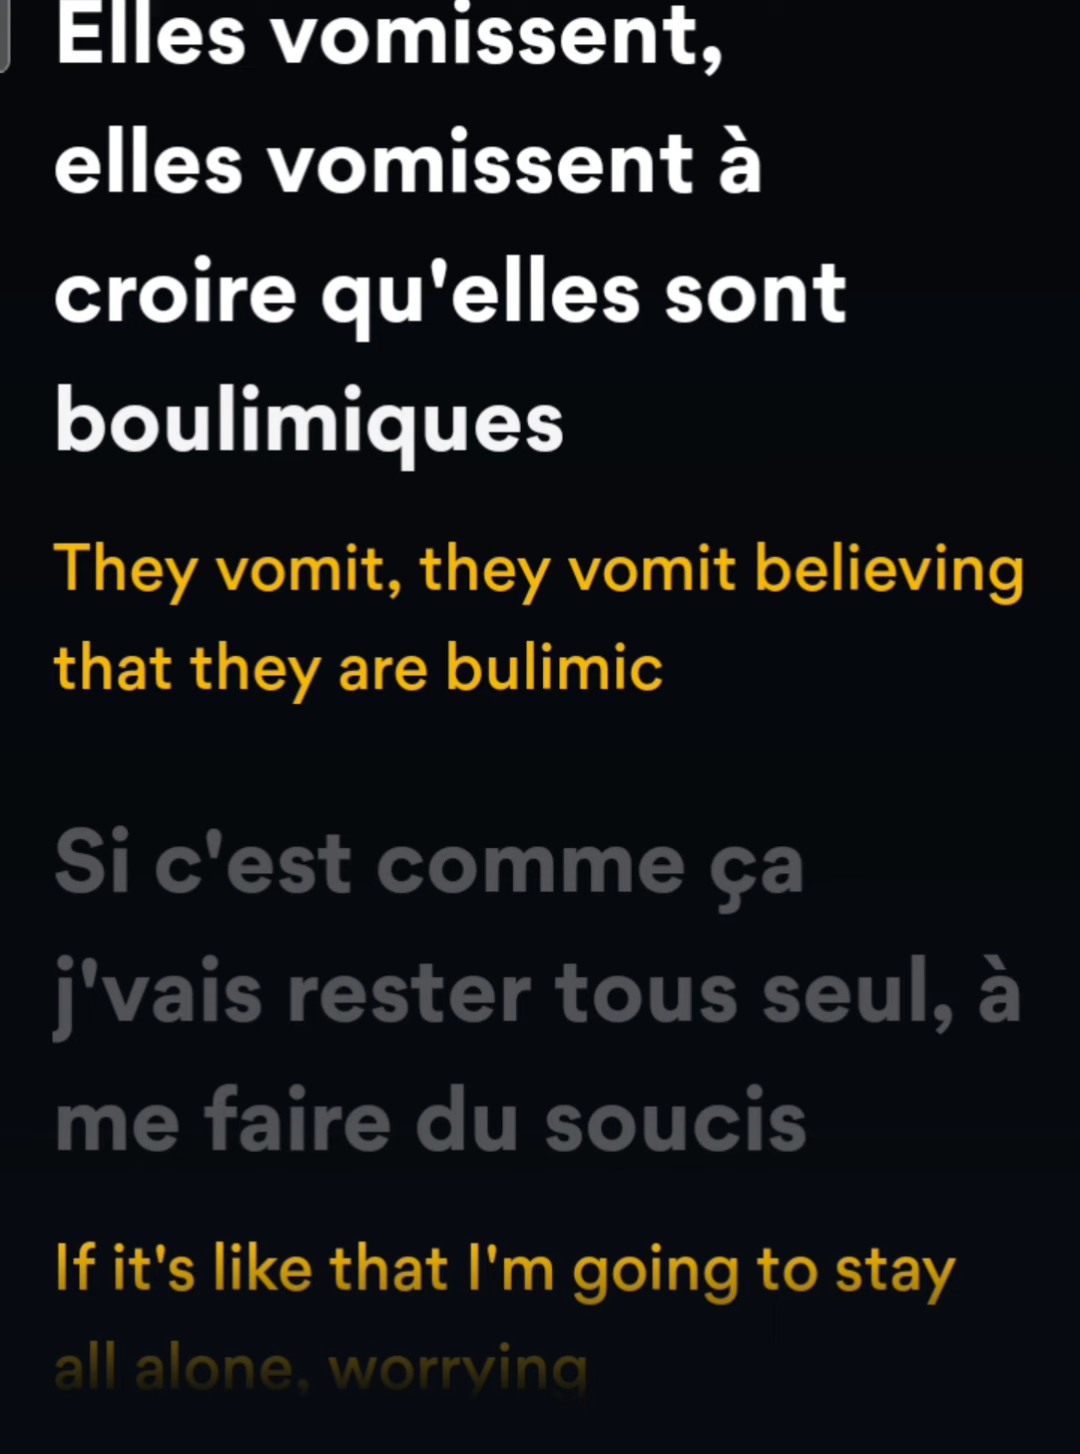 Elles vomissent,
elles vomissent à
croire qu'elles sont
boulimiques
They vomit, they vomit believing
that they are bulimic
Si c'est comme ça
j'vais rester tous seul, à
me faire du soucis
If it's like that I'm going to stay
all alone, worrying